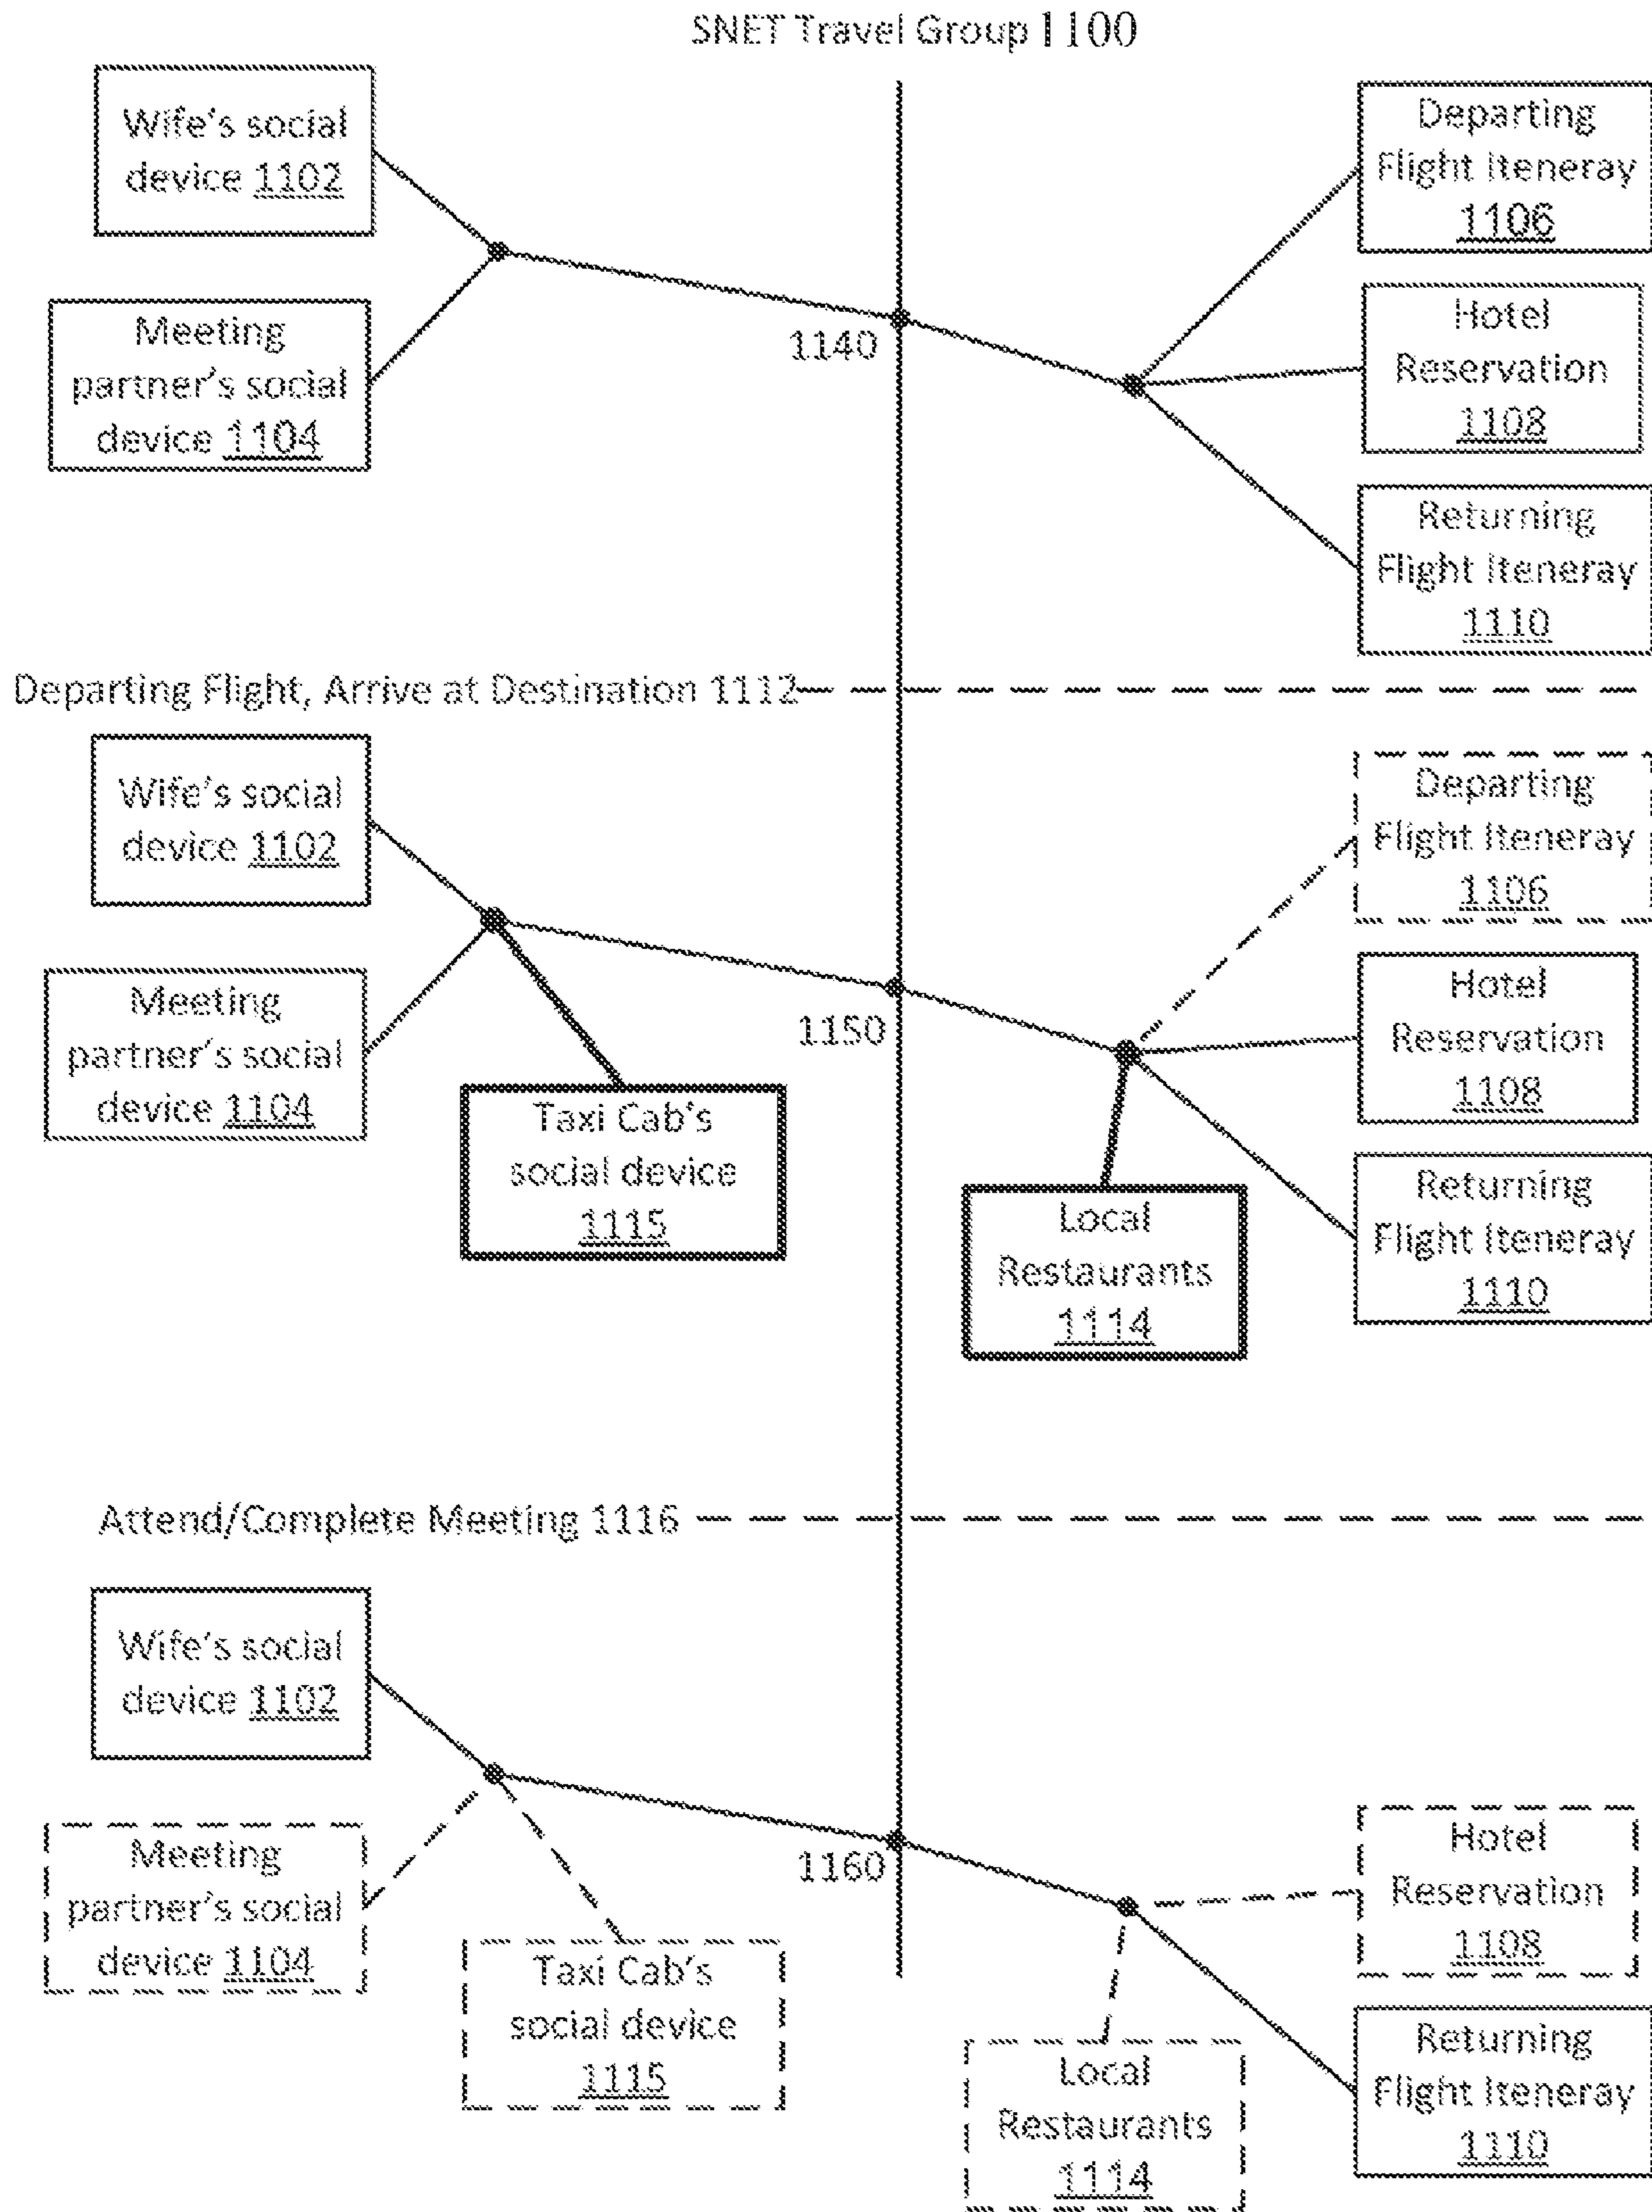 SNET Travel Group 1100
Wife's social
device 1102
Meeting
partner's social
device 1104
1140
Departing
Flight Iteneray
1106
Hotel
Reservation
1108
Returning
Flight Iteneray
1110
Departing Flight, Arrive at Destination 1112
Wife's social
device 1102
Meeting
partner's social
device 1104
Taxi Cab's
social device
1115
1150
Departing
Flight Iteneray
1106
Hotel
Reservation
1108
Local
Restaurants
1114
Returning
Flight Iteneray
1110
Attend/Complete Meeting 1116
Wife's social
device 1102
Meeting
partner's social
device 1104
Taxi Cab's
social device
1115
1160
Hotel
Reservation
1108
Local
Restaurants
1114
Returning
Flight Iteneray
1110